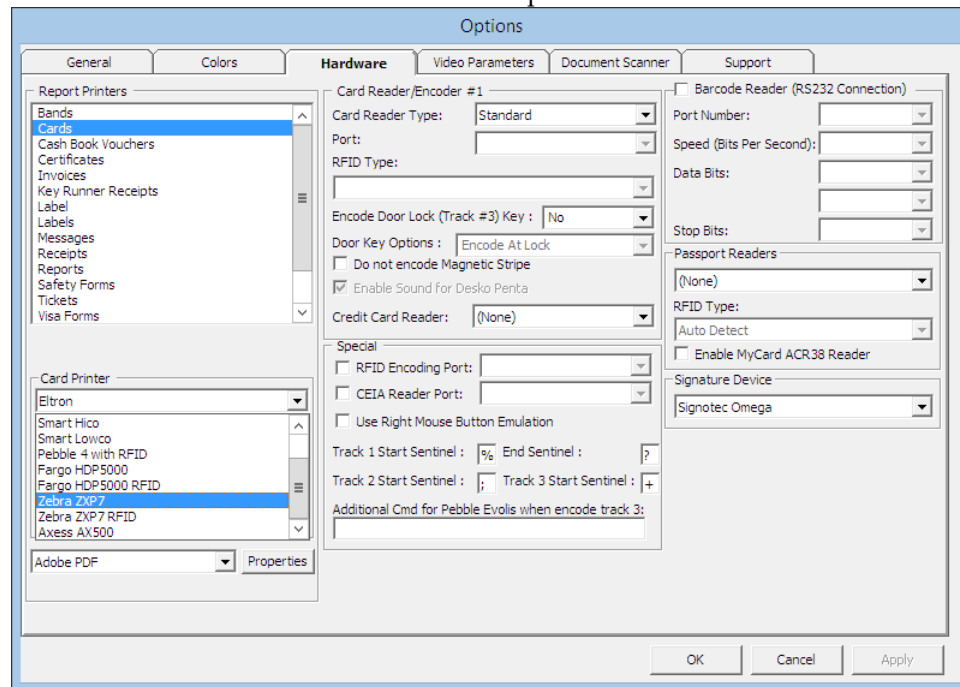 Options
General
Colors
Hardware
Video Parameters
Document Scanner
Support
Report Printers
Bands
Cards
Cash Book Vouchers
Certificates
Invoices
Key Runner Receipts
Label
Labels
Messages
Receipts
Reports
Safety Forms
Tickets
Visa Forms
Card Printer
Eltron
Smart Hico
Smart Lowco
Pebble 4 with RFID
Fargo HDP5000
Fargo HDP5000 RFID
Zebra ZXP7
Zebra ZXP7 RFID
Axess AX500
Adobe PDF
Properties
Card Reader/Encoder #1
Card Reader Type: Standard
Port:
RFID Type:
Encode Door Lock (Track #3) Key : No
Door Key Options : Encode At Lock
Do not encode Magnetic Stripe
Enable Sound for Desko Penta
Credit Card Reader: (None)
Special
RFID Encoding Port:
CEIA Reader Port:
Use Right Mouse Button Emulation
Track 1 Start Sentinel : % End Sentinel : ?
Track 2 Start Sentinel : ; Track 3 Start Sentinel : +
Additional Cmd for Pebble Evolis when encode track 3:
Barcode Reader (RS232 Connection)
Port Number:
Speed (Bits Per Second):
Data Bits:
Stop Bits:
Passport Readers
(None)
RFID Type:
Auto Detect
Enable MyCard ACR38 Reader
Signature Device
Signotec Omega
OK
Cancel
Apply